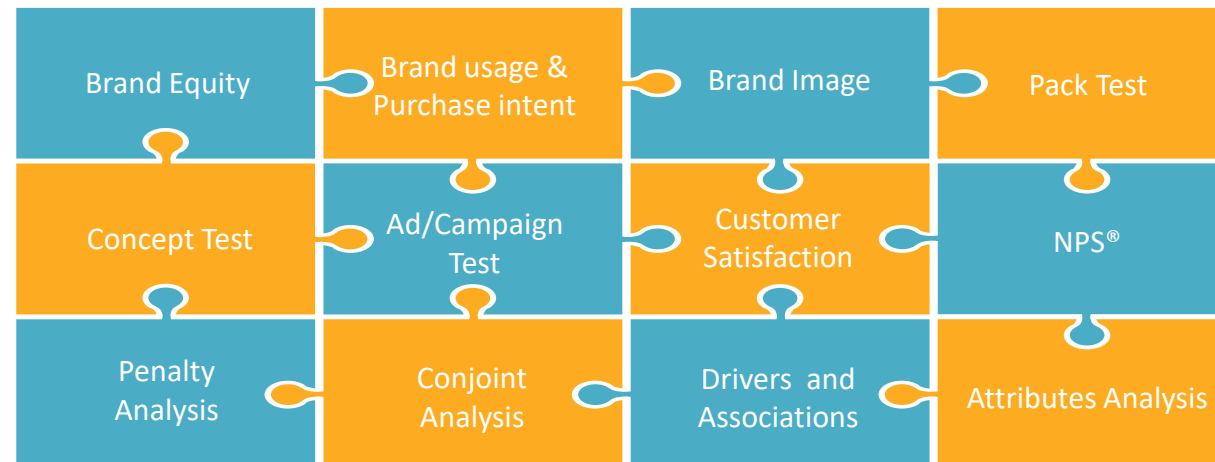 Brand Equity
Brand usage &
Purchase intent
Brand Image
Pack Test
Concept Test
Ad/Campaign
Test
Customer
Satisfaction
NPS®
Penalty
Analysis
Conjoint
Analysis
Drivers and
Associations
Attributes Analysis